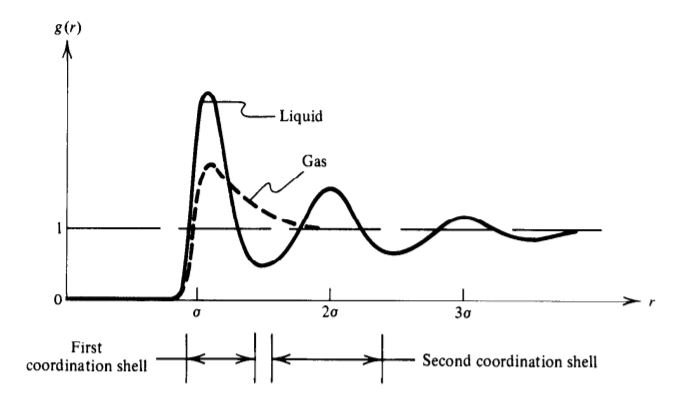 g(r)
Liquid
Gas
1
0
σ
2σ
3σ
r
First
coordination shell
Second coordination shell